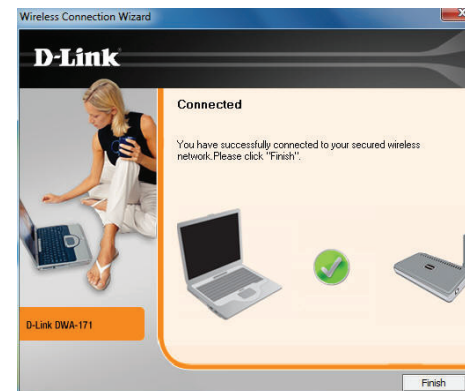 Wireless Connection Wizard
D-Link
Connected
You have successfully connected to your secured wireless
network.Please click "Finish".
D-Link DWA-171
Finish